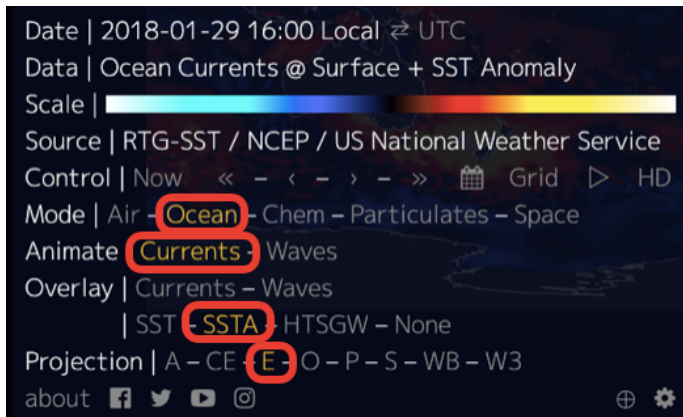 Date | 2018-01-29 16:00 Local ⇄ UTC
Data | Ocean Currents @ Surface + SST Anomaly
Scale |
Source | RTG-SST / NCEP / US National Weather Service
Control | Now « – ‹ – › – » Grid ▷ HD
Mode | Air – Ocean – Chem – Particulates – Space
Animate | Currents – Waves
Overlay | Currents – Waves
| SST – SSTA – HTSGW – None
Projection | A – CE – E – O – P – S – WB – W3
about